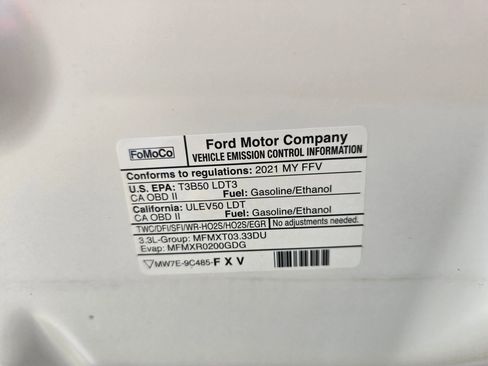 FoMoCo
Ford Motor Company
VEHICLE EMISSION CONTROL INFORMATION
Conforms to regulations: 2021 MY FFV
U.S. EPA: T3B50 LDT3
CA OBD II Fuel: Gasoline/Ethanol
California: ULEV50 LDT
CA OBD II Fuel: Gasoline/Ethanol
TWC/DFI/SFI/WR-HO2S/HO2S/EGR No adjustments needed.
3.3L-Group: MFMXT03.33DU
Evap: MFMXR0200GDG
MW7E-9C485-FXV